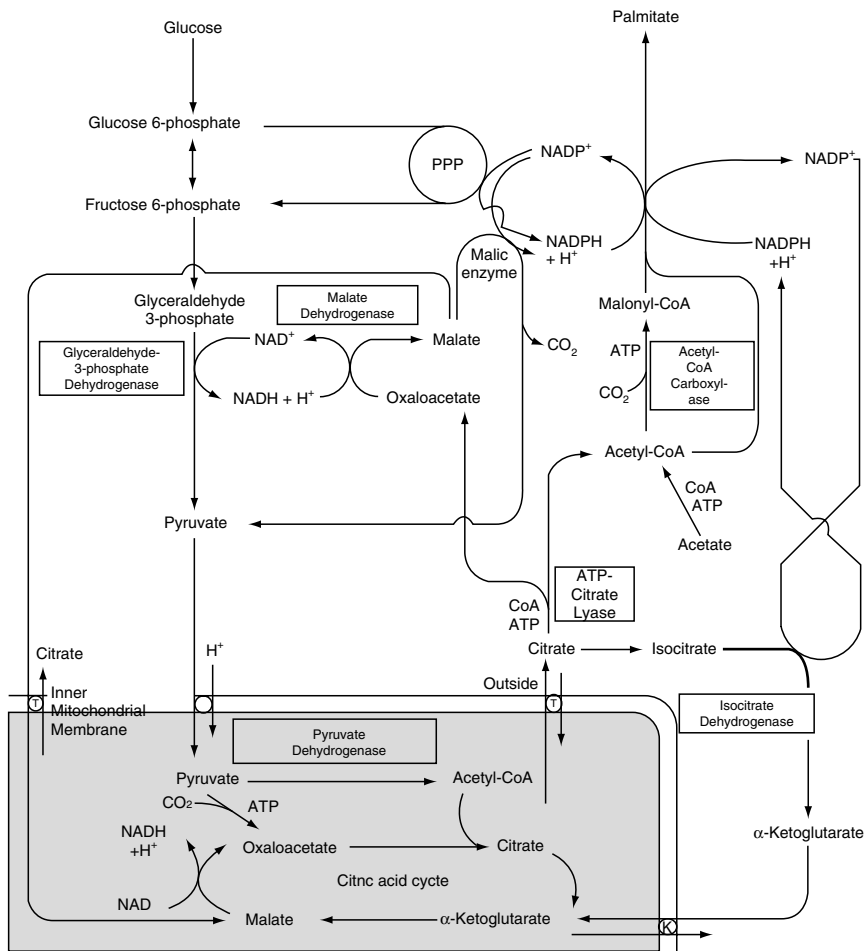 Palmitate
Glucose
Glucose 6-phosphate
PPP
NADP+
NADP+
Fructose 6-phosphate
NADPH
+ H+
NADPH
+H+
Malic
enzyme
Glyceraldehyde
3-phosphate
Malate
Dehydrogenase
Malonyl-CoA
NAD+
Malate
CO2
ATP
Acetyl-
CoA
Carboxyl-
ase
Glyceraldehyde-
3-phosphate
Dehydrogenase
NADH + H+
Oxaloacetate
CO2
Acetyl-CoA
CoA
ATP
Pyruvate
Acetate
ATP-
Citrate
Lyase
CoA
ATP
Citrate
H+
Citrate
Isocitrate
Outside
Inner
Mitochondrial
Membrane
T
T
Isocitrate
Dehydrogenase
Pyruvate
Dehydrogenase
Pyruvate
Acetyl-CoA
CO2
ATP
NADH
+H+
Oxaloacetate
Citrate
α-Ketoglutarate
Citnc acid cycte
NAD
Malate
α-Ketoglutarate
K